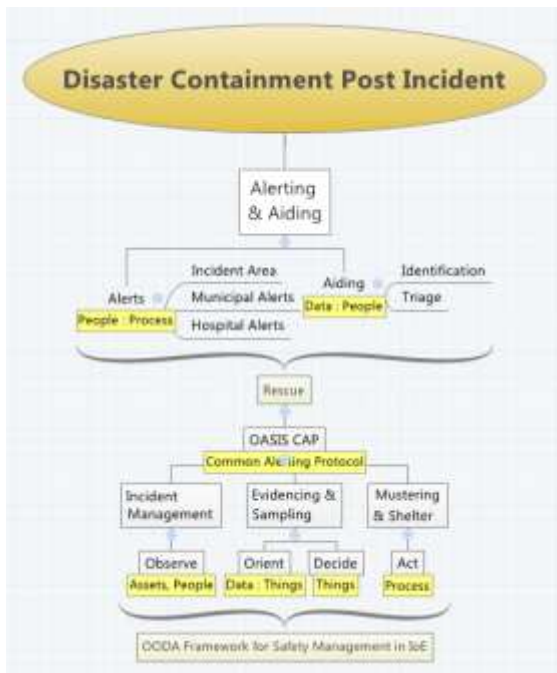 Disaster Containment Post Incident
Alerting
& Aiding
Alerts
People : Process
Incident Area
Municipal Alerts
Hospital Alerts
Aiding
Data : People
Identification
Triage
Rescue
OASIS CAP
Common Alerting Protocol
Incident
Management
Evidencing &
Sampling
Mustering
& Shelter
Observe
Assets, People
Orient
Data : Things
Decide
Things
Act
Process
OODA Framework for Safety Management in IoE